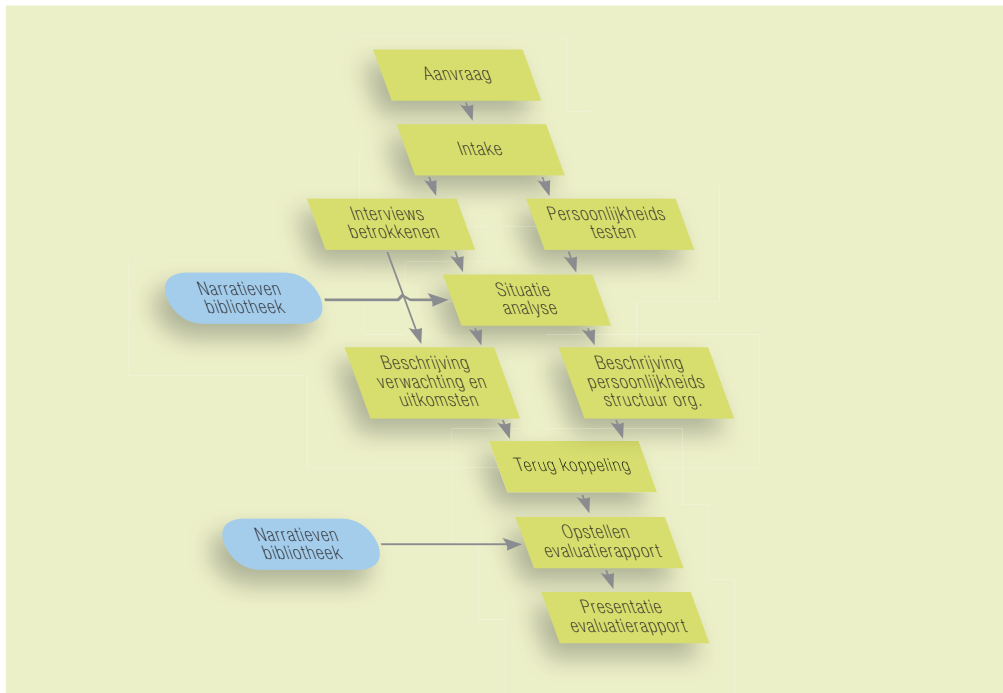 Aanvraag
Intake
Interviews
betrokkenen
Persoonlijkheids
testen
Narratieven
bibliotheek
Situatie
analyse
Beschrijving
verwachting en
uitkomsten
Beschrijving
persoonlijkheids
structuur org.
Terug koppeling
Narratieven
bibliotheek
Opstellen
evaluatierapport
Presentatie
evaluatierapport